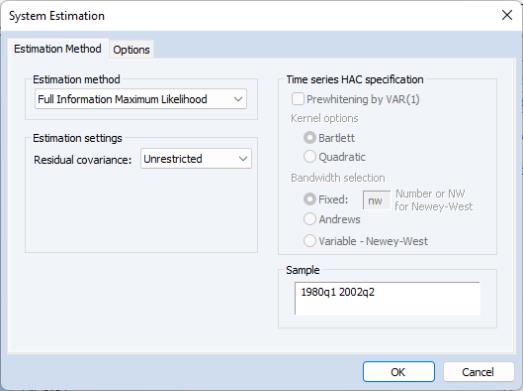 System Estimation
Estimation Method Options
Estimation method
Full Information Maximum Likelihood
Estimation settings
Residual covariance: Unrestricted
Time series HAC specification
Prewhitening by VAR(1)
Kernel options
Bartlett
Quadratic
Bandwidth selection
Fixed: nw Number or NW
for Newey-West
Andrews
Variable - Newey-West
Sample
1980q1 2002q2
OK Cancel